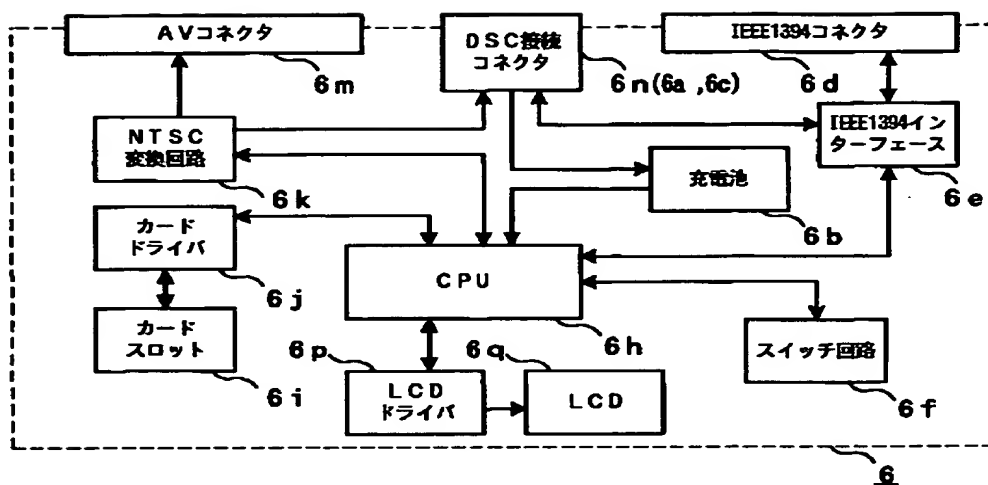 AVコネクタ
6m
DSC接続
コネクタ
6n(6a,6c)
IEEE1394コネクタ
6d
NTSC
変換回路
6k
IEEE1394イン
ターフェース
6e
充電池
6b
カード
ドライバ
6j
CPU
6h
カード
スロット
6i
スイッチ回路
6f
6p
LCD
ドライバ
6q
LCD
6